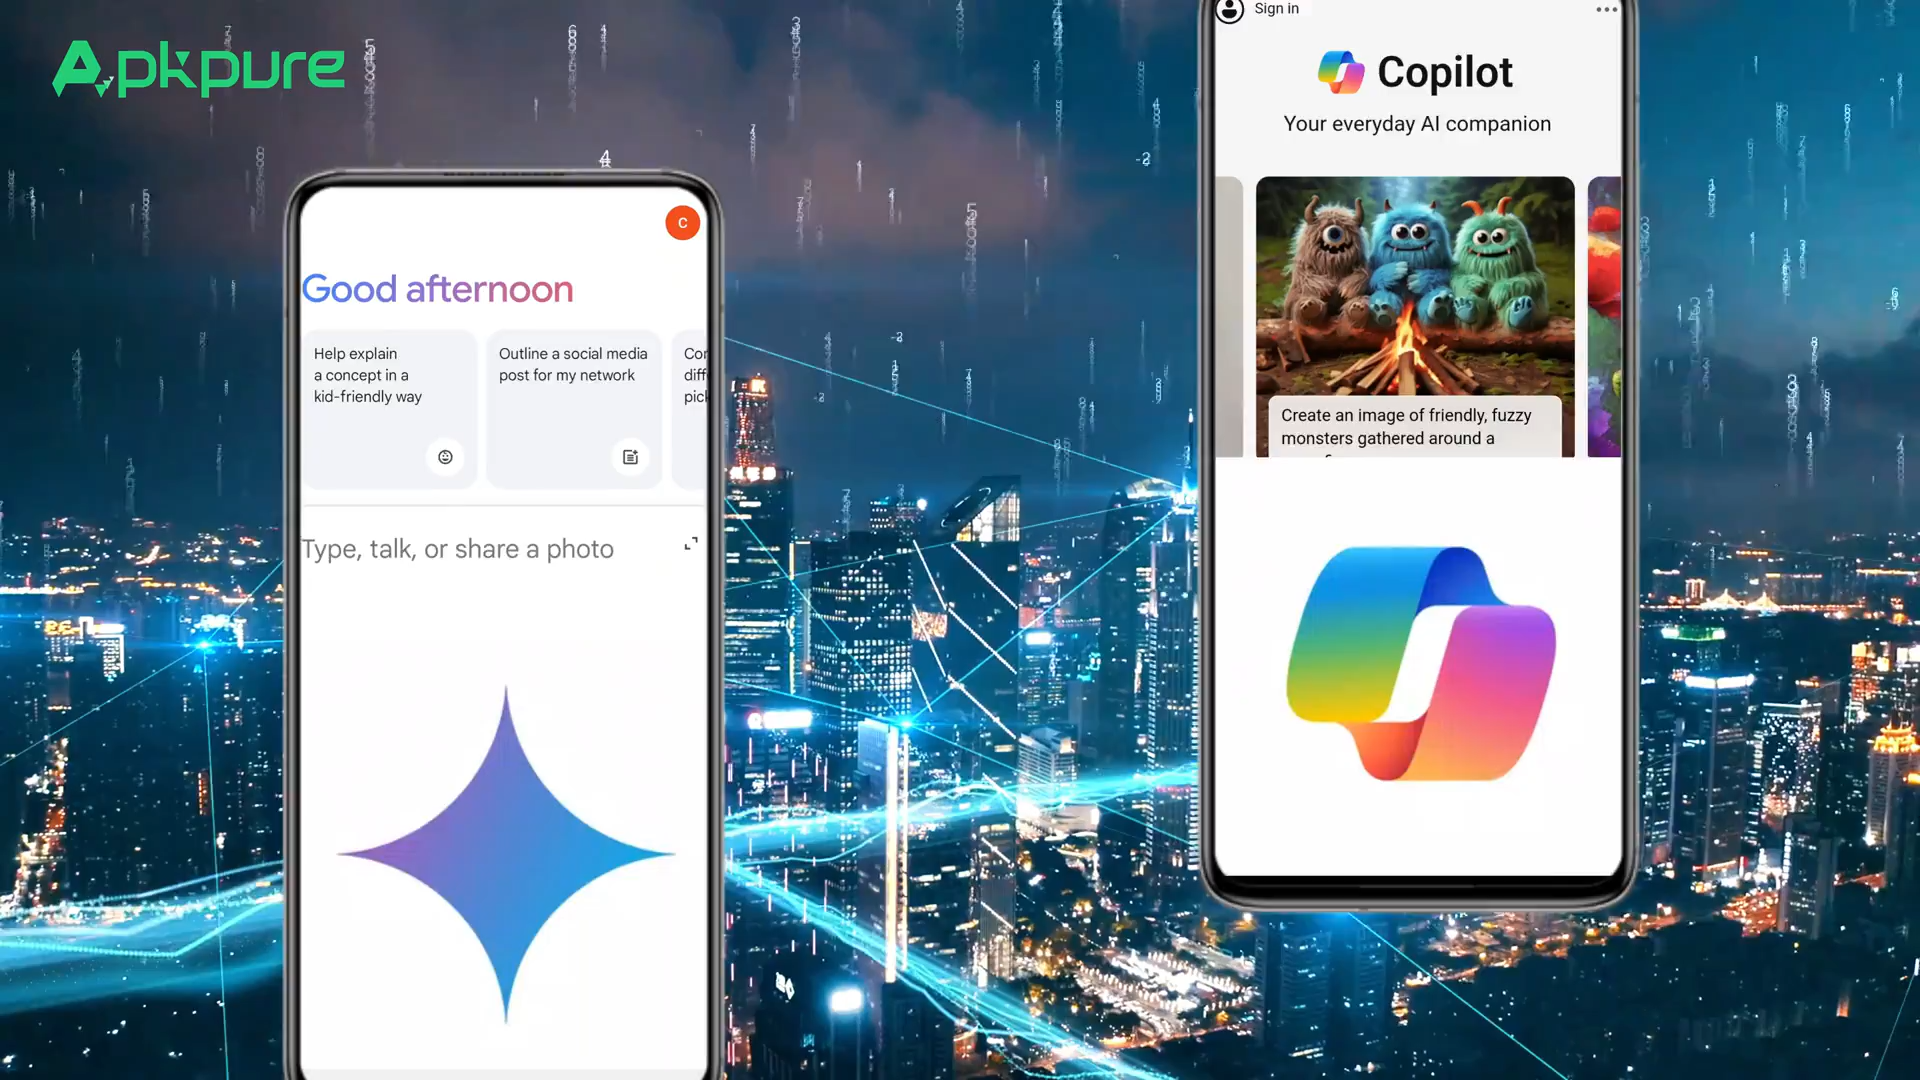 Apkpure
C
Good afternoon
Help explain
a concept in a
kid-friendly way
Outline a social media
post for my network
Type, talk, or share a photo
Sign in
Copilot
Your everyday AI companion
Create an image of friendly, fuzzy
monsters gathered around a